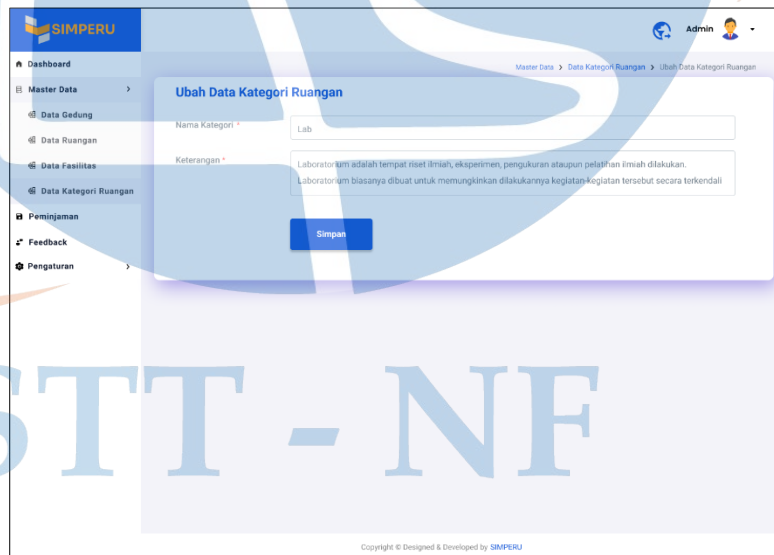 SIMPERU
Admin
Dashboard
Master Data > Data Kategori Ruangan > Ubah Data Kategori Ruangan
Master Data >
Data Gedung
Data Ruangan
Data Fasilitas
Data Kategori Ruangan
Peminjaman
Feedback
Pengaturan >
Ubah Data Kategori Ruangan
Nama Kategori *
Lab
Keterangan *
Laboratorium adalah tempat riset ilmiah, eksperimen, pengukuran ataupun pelatihan ilmiah dilakukan.
Laboratorium biasanya dibuat untuk memungkinkan dilakukannya kegiatan-kegiatan tersebut secara terkendali
Simpan
STT - NF
Copyright © Designed & Developed by SIMPERU